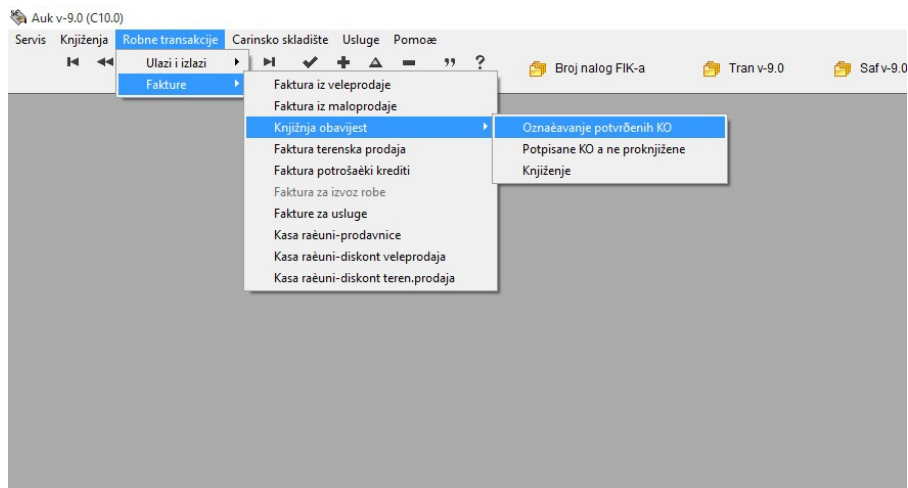 Auk v-9.0 (C10.0)
Servis Knjiženja Robne transakcije Carinsko skladište Usluge Pomoæ
Ulazi i izlazi
Broj nalog FIK-a Tran v-9.0 Saf v-9.0
Fakture
Faktura iz veleprodaje
Faktura iz maloprodaje
Knjižnja obavijest
Oznaèavanje potvrðenih KO
Faktura terenska prodaja
Potpisane KO a ne proknjižene
Faktura potrošaèki krediti
Knjiženje
Faktura za izvoz robe
Fakture za usluge
Kasa raèuni-prodavnice
Kasa raèuni-diskont veleprodaja
Kasa raèuni-diskont teren.prodaja